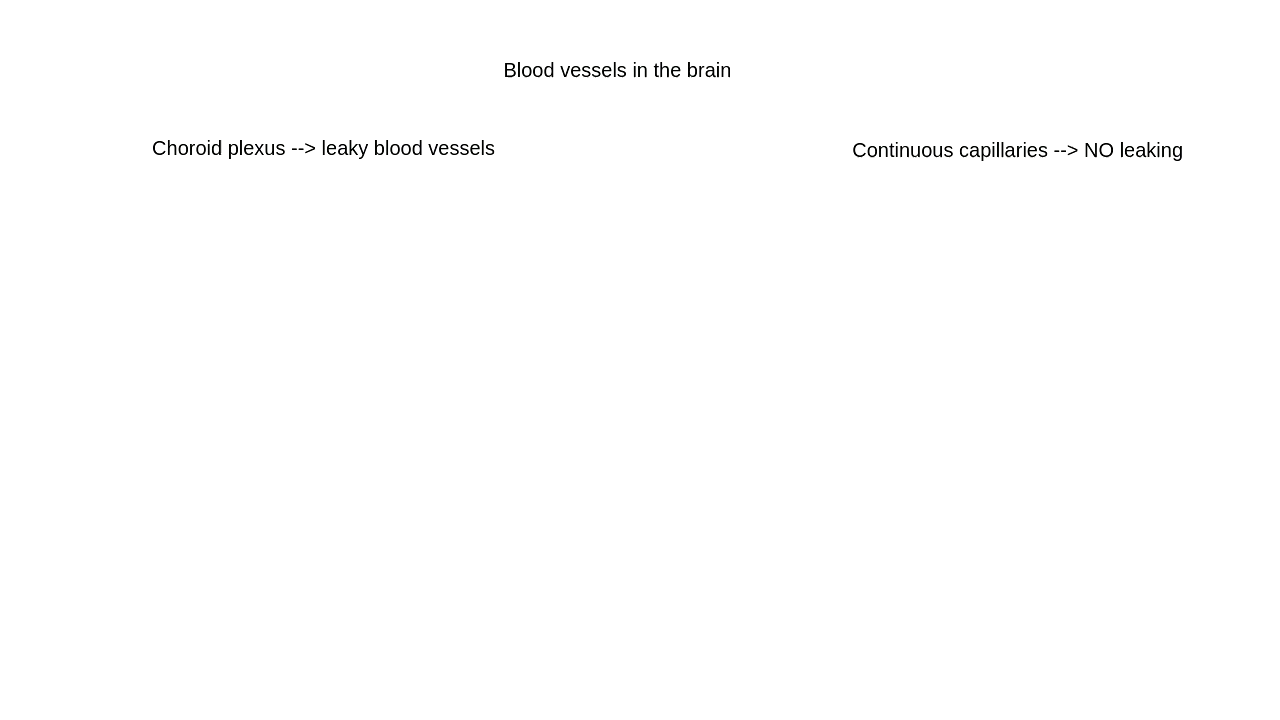 Blood vessels in the brain
Choroid plexus --> leaky blood vessels
Continuous capillaries --> NO leaking